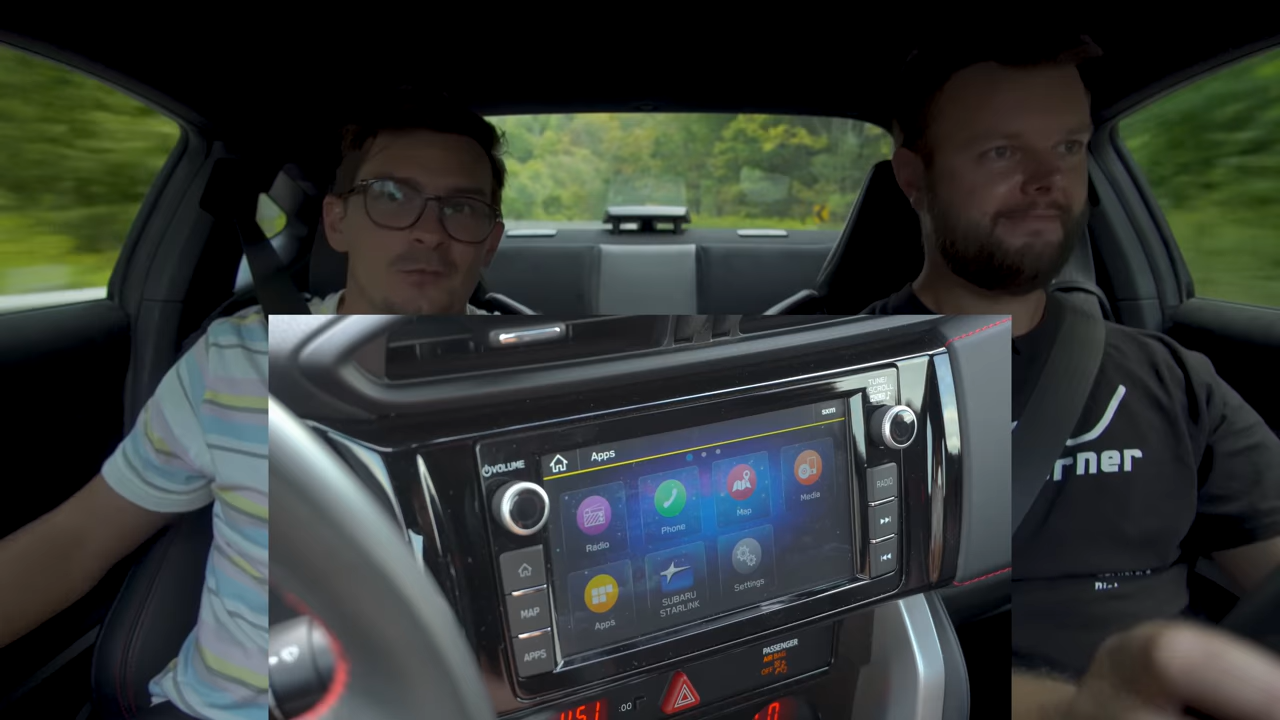 TUNE/
SCROLL
sxm
Apps
VOLUME
rner
RADIO
Radio
Phone
Map
Media
MAP
APPS
Apps
SUBARU
STARLINK
Settings
PASSENGER
AIR BAG
OFF
:00